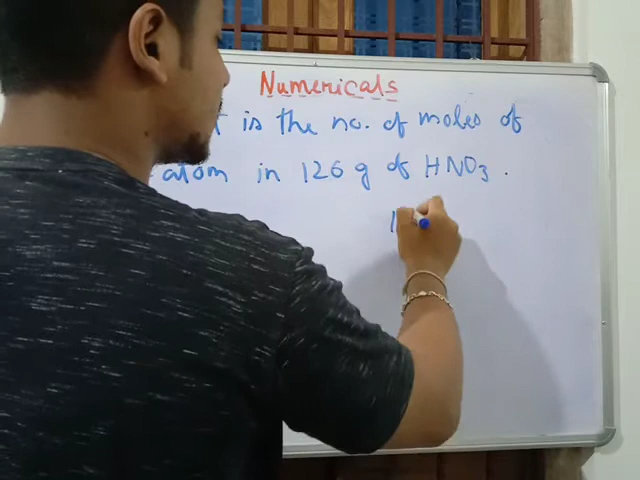 Numericals
is the no. of moles of
atom in 126 g of HNO3.